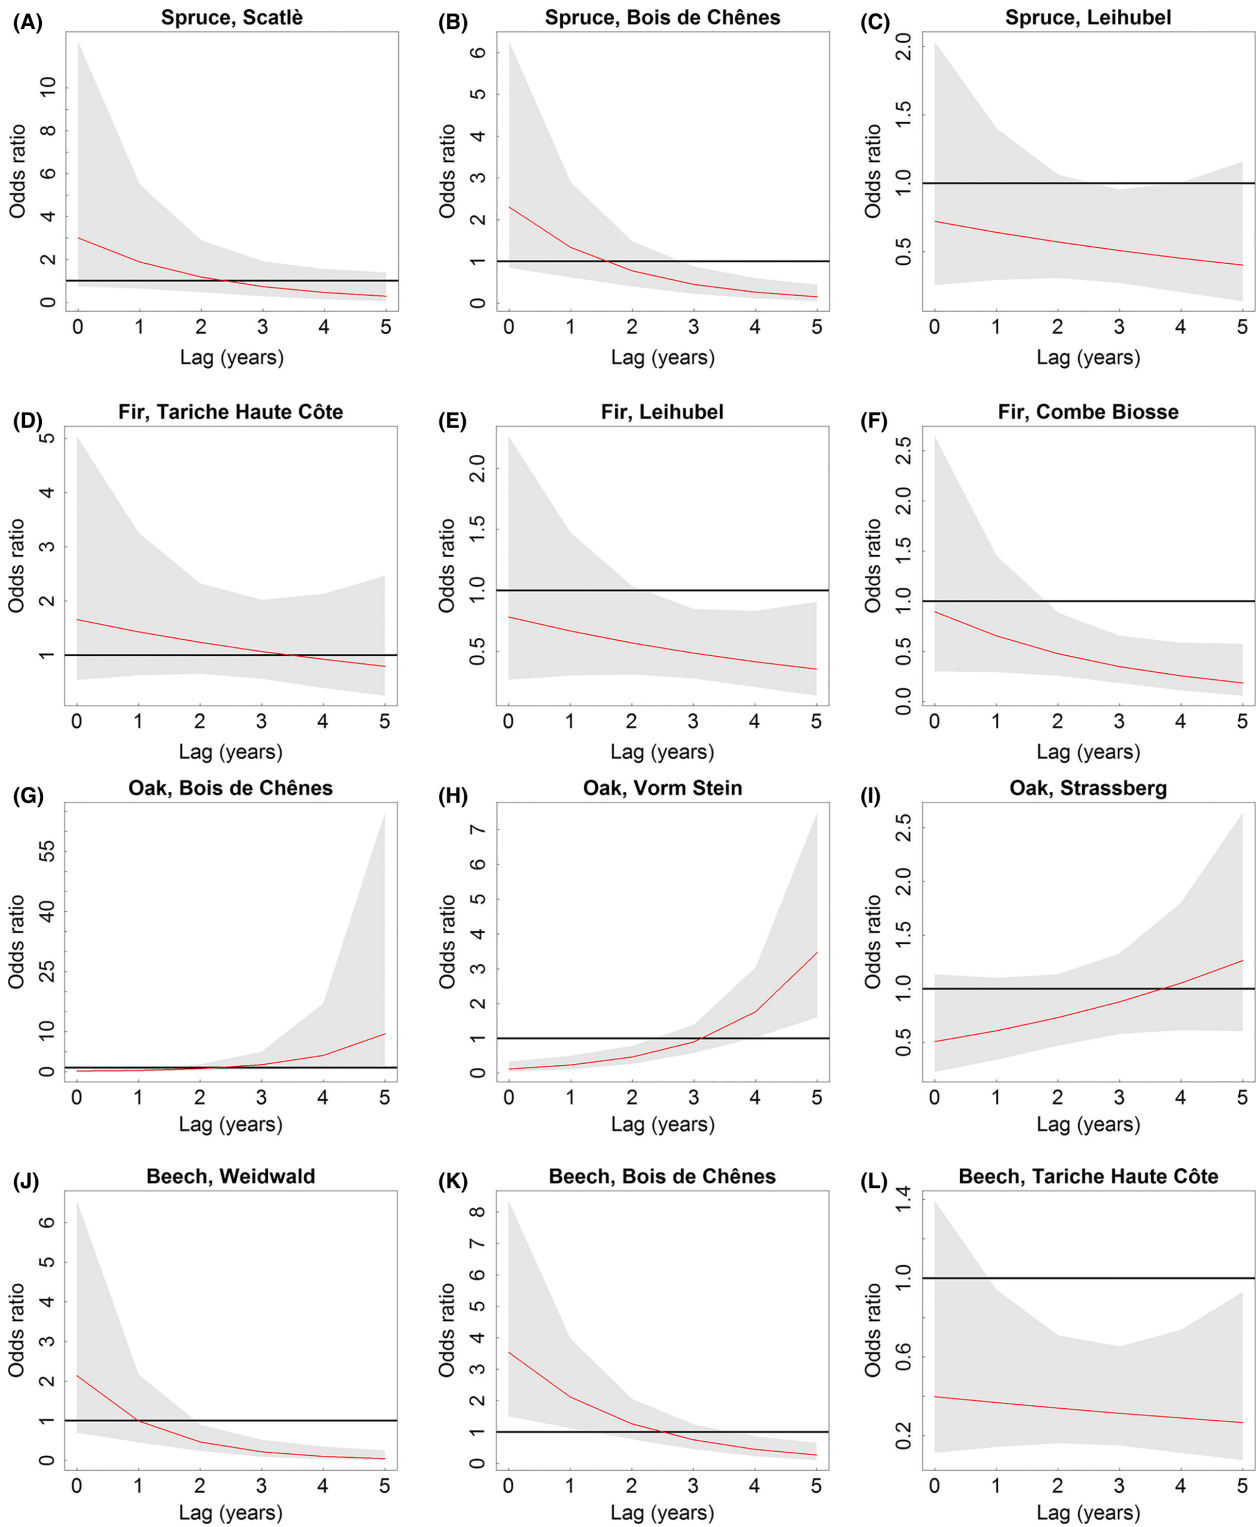 (A) Spruce, Scatlè
(B) Spruce, Bois de Chênes
(C) Spruce, Leihubel
Odds ratio
0 2 4 6 8 10
0 1 2 3 4 5
Lag (years)
Odds ratio
0 1 2 3 4 5 6
0 1 2 3 4 5
Lag (years)
Odds ratio
0.5 1.0 1.5 2.0
0 1 2 3 4 5
Lag (years)
(D) Fir, Tariche Haute Côte
(E) Fir, Leihubel
(F) Fir, Combe Biosse
Odds ratio
1 2 3 4 5
0 1 2 3 4 5
Lag (years)
Odds ratio
0.5 1.0 1.5 2.0
0 1 2 3 4 5
Lag (years)
Odds ratio
0.0 0.5 1.0 1.5 2.0 2.5
0 1 2 3 4 5
Lag (years)
(G) Oak, Bois de Chênes
(H) Oak, Vorm Stein
(I) Oak, Strassberg
Odds ratio
0 10 25 40 55
0 1 2 3 4 5
Lag (years)
Odds ratio
0 1 2 3 4 5 6 7
0 1 2 3 4 5
Lag (years)
Odds ratio
0.5 1.0 1.5 2.0 2.5
0 1 2 3 4 5
Lag (years)
(J) Beech, Weidwald
(K) Beech, Bois de Chênes
(L) Beech, Tariche Haute Côte
Odds ratio
0 1 2 3 4 5 6
0 1 2 3 4 5
Lag (years)
Odds ratio
0 1 2 3 4 5 6 7 8
0 1 2 3 4 5
Lag (years)
Odds ratio
0.2 0.6 1.0 1.4
0 1 2 3 4 5
Lag (years)